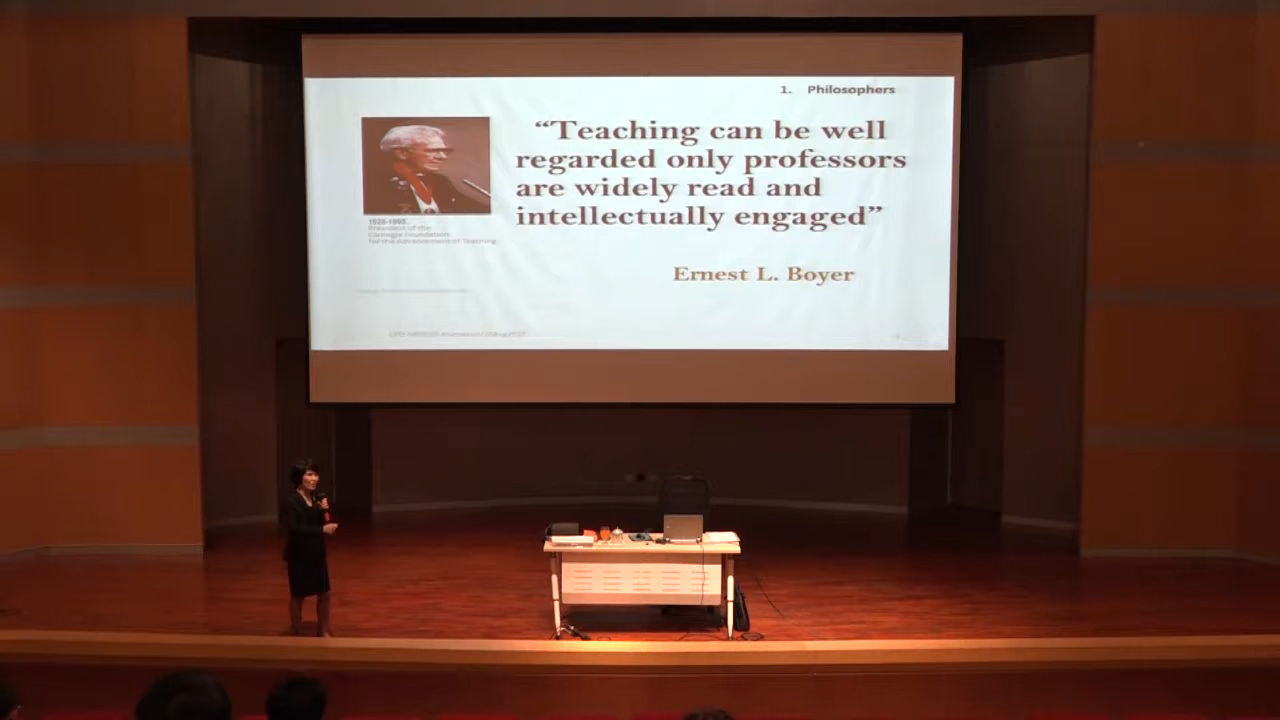 1. Philosophers
“Teaching can be well
regarded only professors
are widely read and
intellectually engaged”
Ernest L. Boyer
President of the
Carnegie Foundation
for the Advancement of Teaching